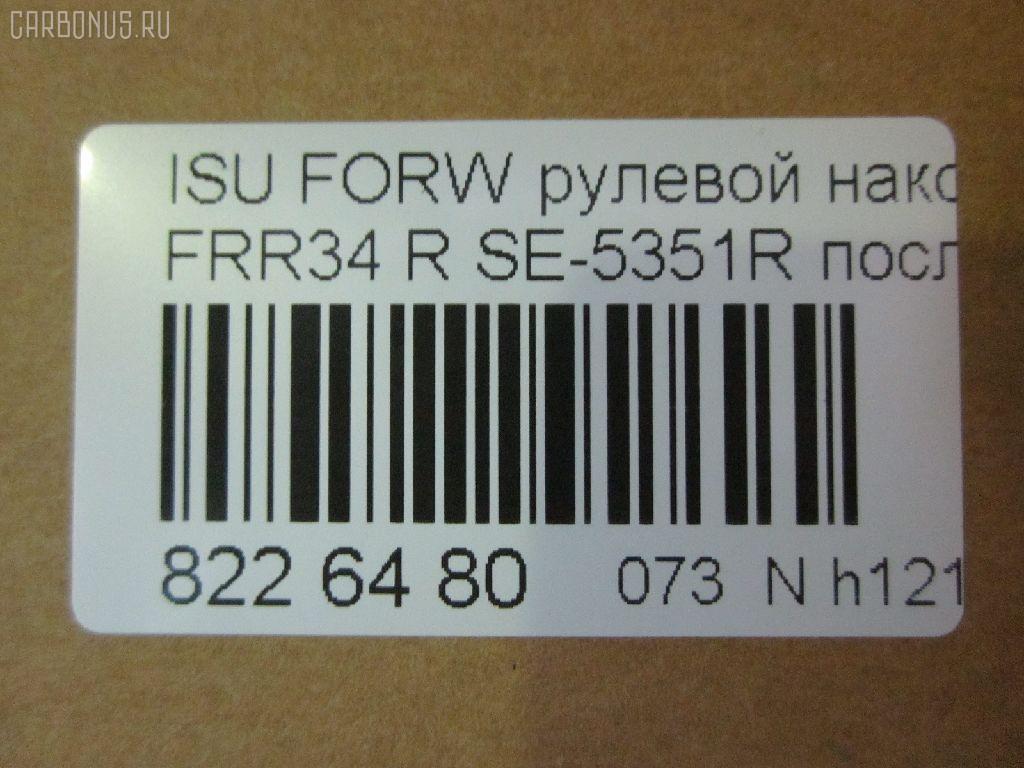 CARBONUS.RU
ISU FORW рулевой нако
FRR34 R SE-5351R посл
822 64 80 073 N h121